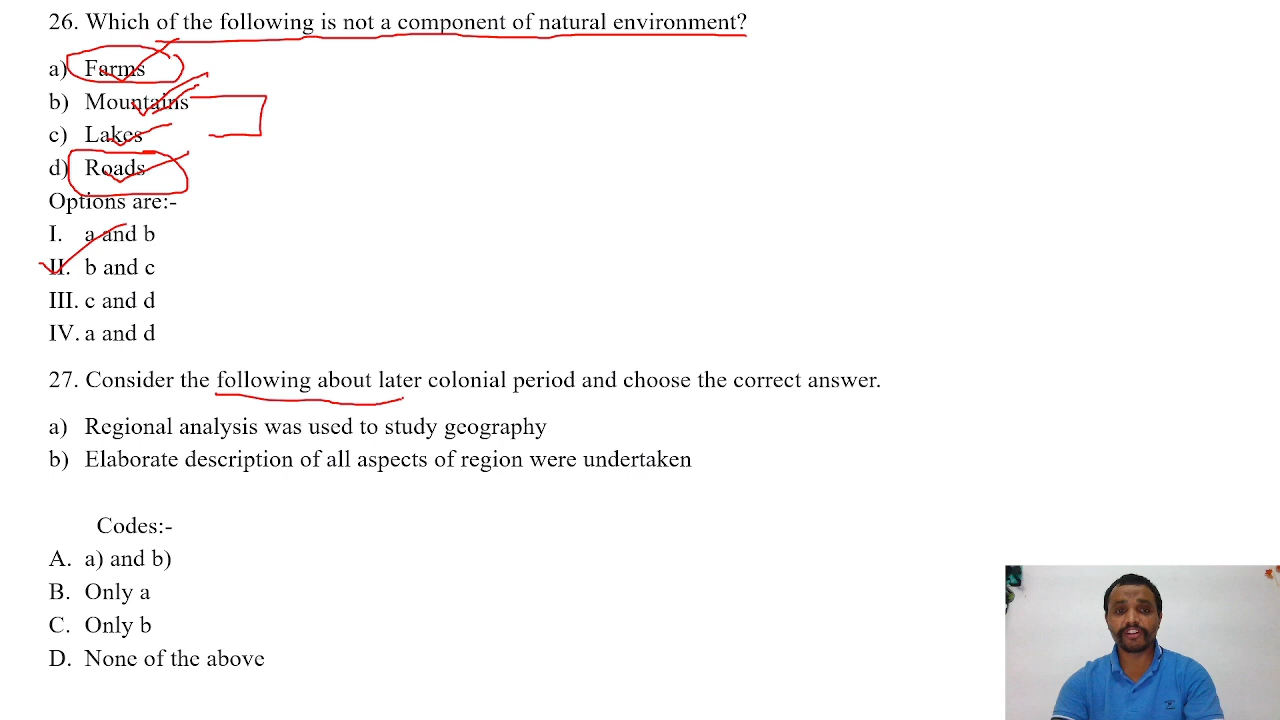 26. Which of the following is not a component of natural environment?
a) Farms
b) Mountains
c) Lakes
d) Roads
Options are:-
I. a and b
II. b and c
III. c and d
IV. a and d
27. Consider the following about later colonial period and choose the correct answer.
a) Regional analysis was used to study geography
b) Elaborate description of all aspects of region were undertaken
Codes:-
A. a) and b)
B. Only a
C. Only b
D. None of the above